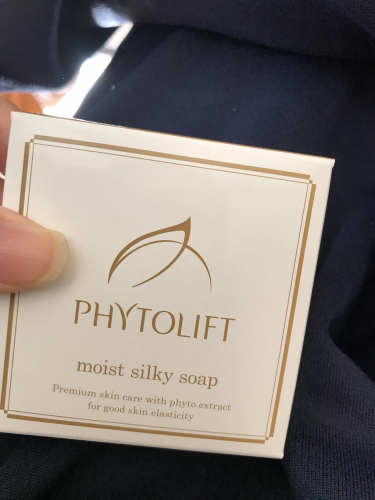 PHYTOLIFT
moist silky soap
Premium skin care with phyto extract
for good skin elasticity